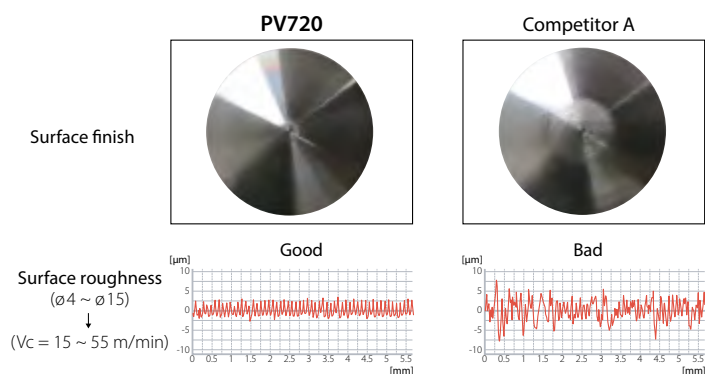 PV720
Competitor A
Surface finish
Good
Bad
Surface roughness
(ø4 ~ ø15)
↓
(Vc = 15 ~ 55 m/min)
[µm]
10
5
0
-5
-10
0 0.5 1 1.5 2 2.5 3 3.5 4 4.5 5 5.5
[mm]
[µm]
10
5
0
-5
-10
0 0.5 1 1.5 2 2.5 3 3.5 4 4.5 5 5.5
[mm]